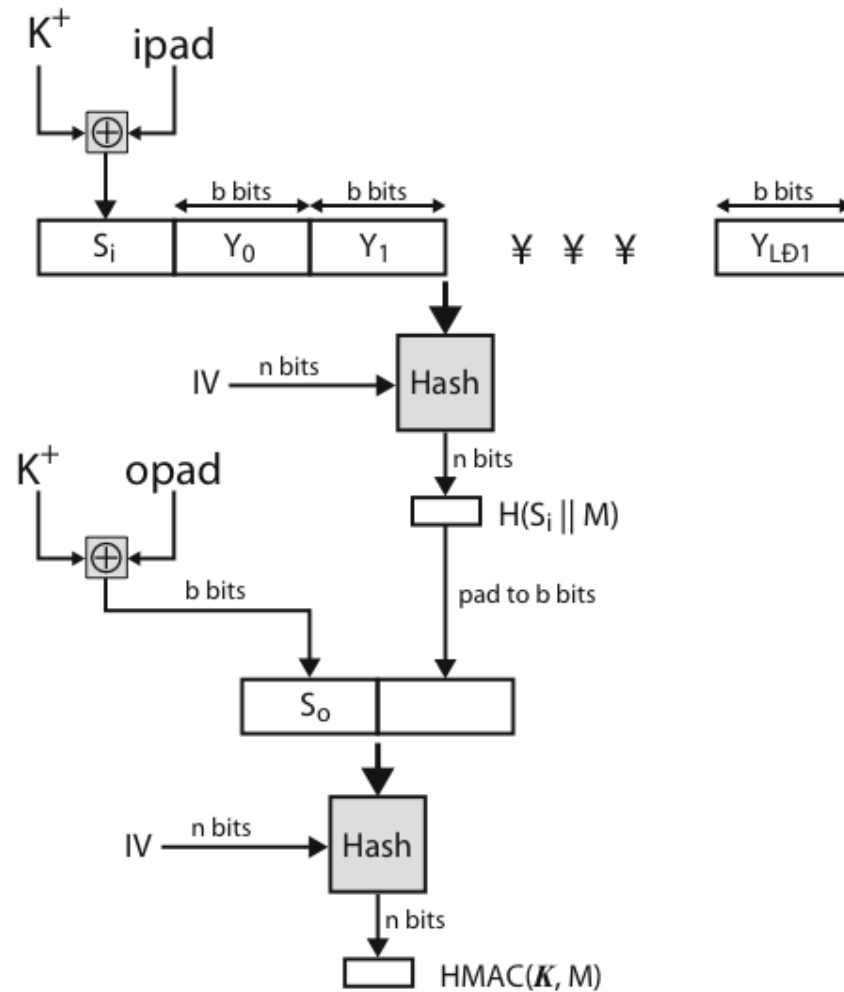 K+ ipad
⊕
b bits b bits b bits
Si Y0 Y1 ¥ ¥ ¥ YLÐ1
IV n bits Hash
n bits
K+ opad
H(Si || M)
⊕
b bits pad to b bits
So
IV n bits Hash
n bits
HMAC(K, M)